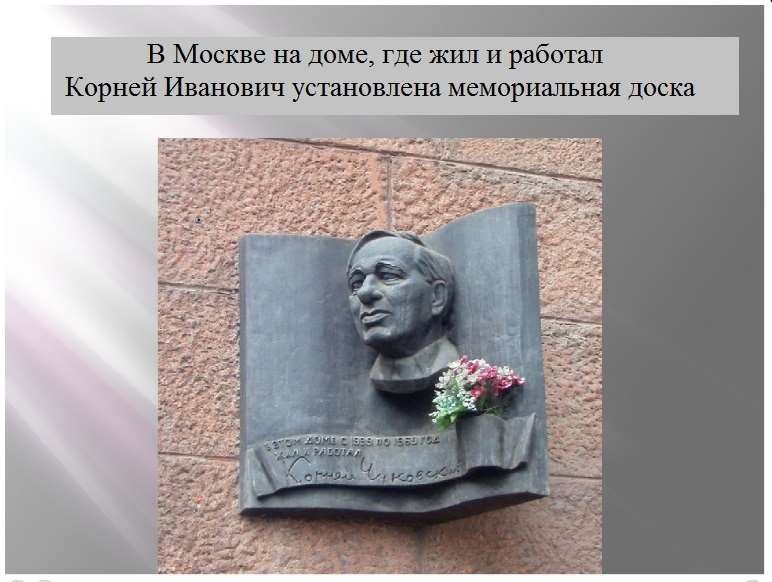 В Москве на доме, где жил и работал
Корней Иванович установлена мемориальная доска
В ЭТОМ ДОМЕ С 1939 ПО 1969 ГОД
ЖИЛ И РАБОТАЛ
Корней Чуковский